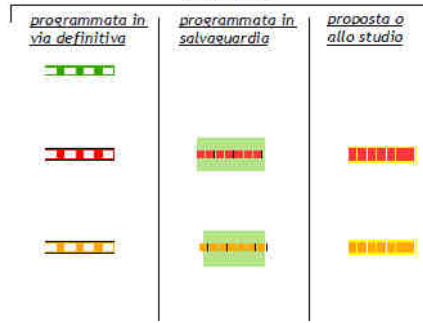 programmata in
via definitiva
programmata in
salvaguardia
proposta o
allo studio